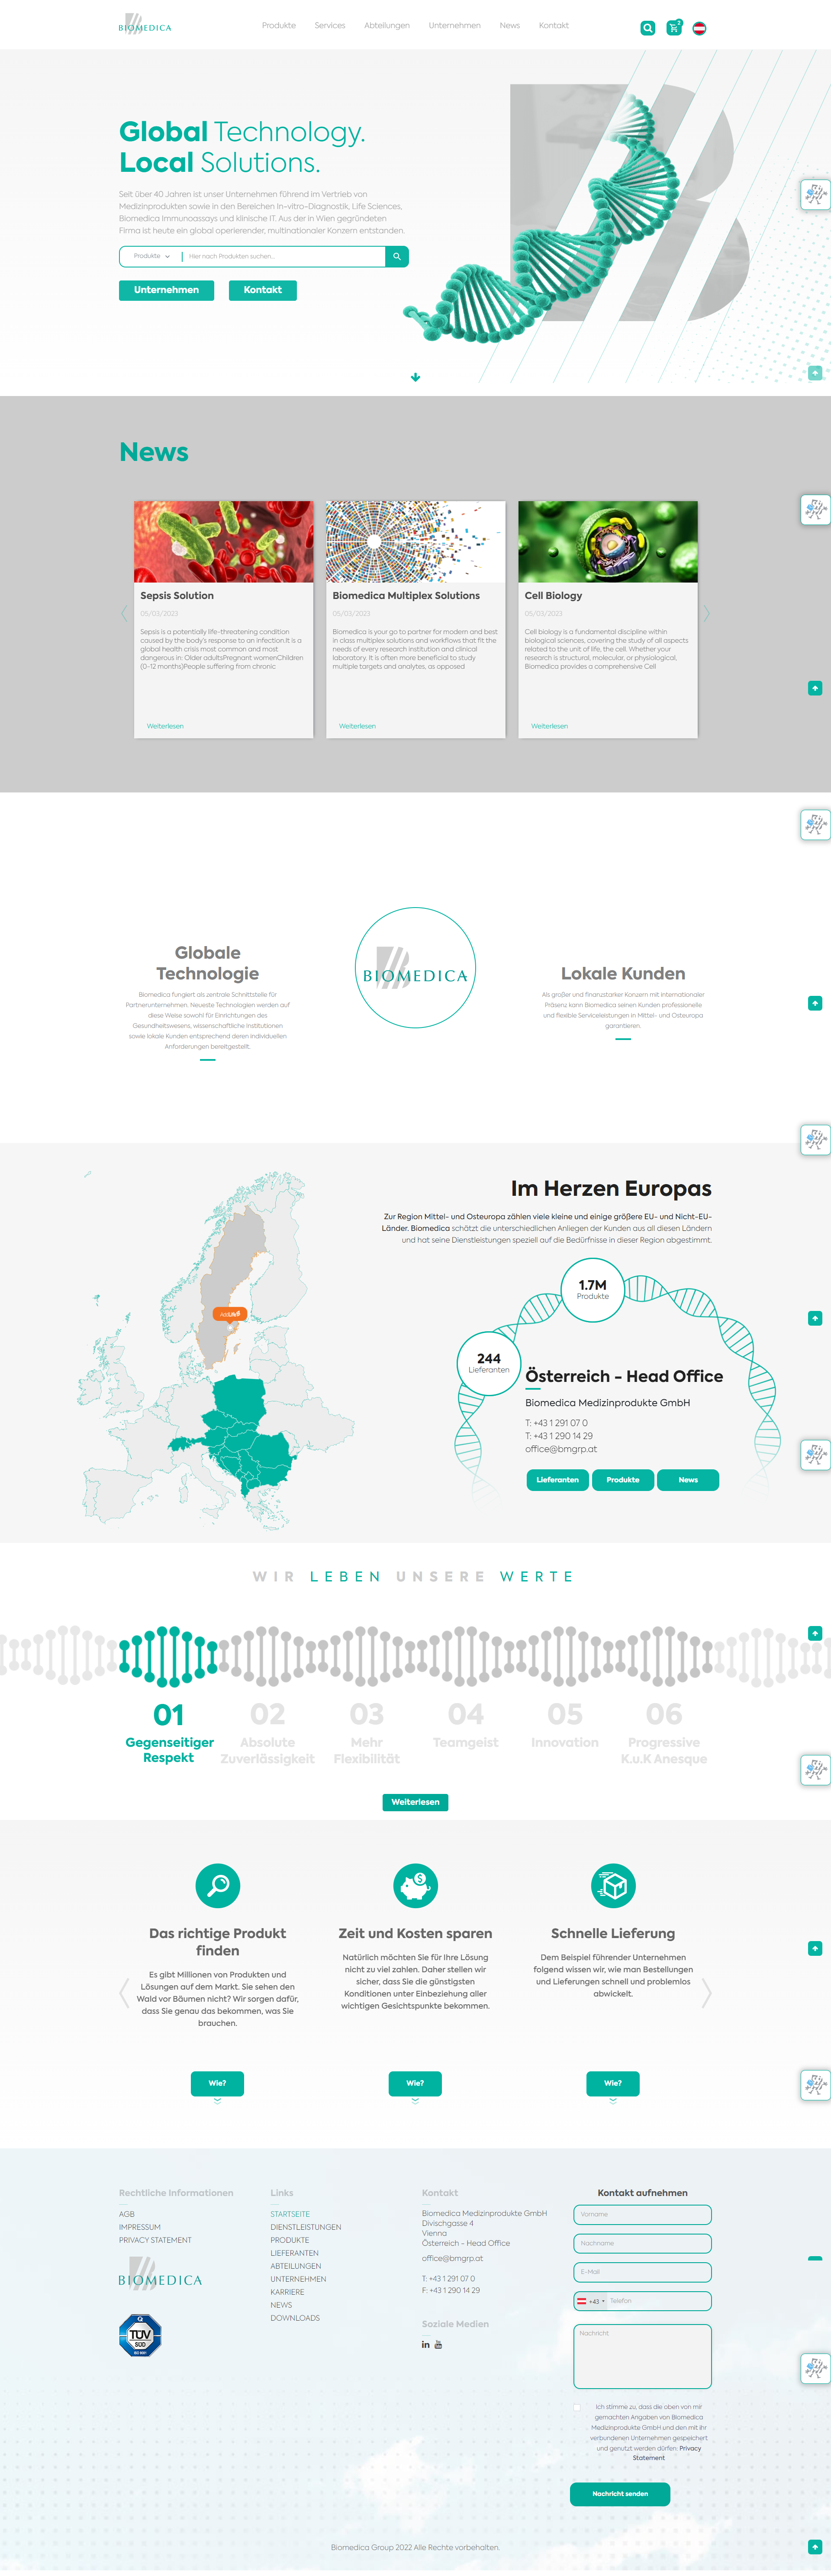 BIOMEDICA
Produkte Services Abteilungen Unternehmen News Kontakt
Global Technology.
Local Solutions.
Seit über 40 Jahren ist unser Unternehmen führend im Vertrieb von
Medizinprodukten sowie in den Bereichen In-vitro-Diagnostik, Life Sciences,
Biomedica Immunoassays und klinische IT. Aus der in Wien gegründeten
Firma ist heute ein global operierender, multinationaler Konzern entstanden.
Produkte
Hier nach Produkten suchen...
Unternehmen
Kontakt
News
Sepsis Solution
05/03/2023
Sepsis is a potentially life-threatening condition
caused by the body's response to an infection.It is a
global health crisis most common and most
dangerous in: Older adultsPregnant womenChildren
(0-12 months)People suffering from chronic
Weiterlesen
Biomedica Multiplex Solutions
05/03/2023
Biomedica is your go to partner for modern and best
in class multiplex solutions and workflows that fit the
needs of every research institution and clinical
laboratory. It is often more beneficial to study
multiple targets and analytes, as opposed
Weiterlesen
Cell Biology
05/03/2023
Cell biology is a fundamental discipline within
biological sciences, covering the study of all aspects
related to the unit of life, the cell. Whether your
research is structural, molecular, or physiological,
Biomedica provides a comprehensive Cell
Weiterlesen
Globale
Technologie
Biomedica fungiert als zentrale Schnittstelle für
Partnerunternehmen. Neueste Technologien werden auf
diese Weise sowohl für Einrichtungen des
Gesundheitswesens, wissenschaftliche Institutionen
sowie lokale Kunden entsprechend deren individuellen
Anforderungen bereitgestellt.
BIOMEDICA
Lokale Kunden
Als großer und finanzstarker Konzern mit internationaler
Präsenz kann Biomedica seinen Kunden professionelle
und flexible Serviceleistungen in Mittel- und Osteuropa
garantieren.
Im Herzen Europas
Zur Region Mittel- und Osteuropa zählen viele kleine und einige größere EU- und Nicht-EU-
Länder. Biomedica schätzt die unterschiedlichen Anliegen der Kunden aus all diesen Ländern
und hat seine Dienstleistungen speziell auf die Bedürfnisse in dieser Region abgestimmt.
1.7M
Produkte
244
Lieferanten
Österreich - Head Office
Biomedica Medizinprodukte GmbH
T: +43 1 291 07 0
T: +43 1 290 14 29
office@bmgrp.at
Lieferanten
Produkte
News
WIR LEBEN UNSERE WERTE
01
Gegenseitiger
Respekt
02
Absolute
Zuverlässigkeit
03
Mehr
Flexibilität
04
Teamgeist
05
Innovation
06
Progressive
K.u.K Anesque
Weiterlesen
Das richtige Produkt
finden
Es gibt Millionen von Produkten und
Lösungen auf dem Markt. Sie sehen den
Wald vor Bäumen nicht? Wir sorgen dafür,
dass Sie genau das bekommen, was Sie
brauchen.
Wie?
Zeit und Kosten sparen
Natürlich möchten Sie für Ihre Lösung
nicht zu viel zahlen. Daher stellen wir
sicher, dass Sie die günstigsten
Konditionen unter Einbeziehung aller
wichtigen Gesichtspunkte bekommen.
Wie?
Schnelle Lieferung
Dem Beispiel führender Unternehmen
folgend wissen wir, wie man Bestellungen
und Lieferungen schnell und problemlos
abwickelt.
Wie?
Rechtliche Informationen
AGB
IMPRESSUM
PRIVACY STATEMENT
BIOMEDICA
TÜV
SÜD
ISO 9001
Links
STARTSEITE
DIENSTLEISTUNGEN
PRODUKTE
LIEFERANTEN
ABTEILUNGEN
UNTERNEHMEN
KARRIERE
NEWS
DOWNLOADS
Kontakt
Biomedica Medizinprodukte GmbH
Divischgasse 4
Vienna
Österreich - Head Office
office@bmgrp.at
T: +43 1 291 07 0
F: +43 1 290 14 29
Soziale Medien
Kontakt aufnehmen
Vorname
Nachname
E-Mail
+43
Telefon
Nachricht
Ich stimme zu, dass die oben von mir
gemachten Angaben von Biomedica
Medizinprodukte GmbH und den mit ihr
verbundenen Unternehmen gespeichert
und genutzt werden dürfen. Privacy
Statement
Nachricht senden
Biomedica Group 2022 Alle Rechte vorbehalten.